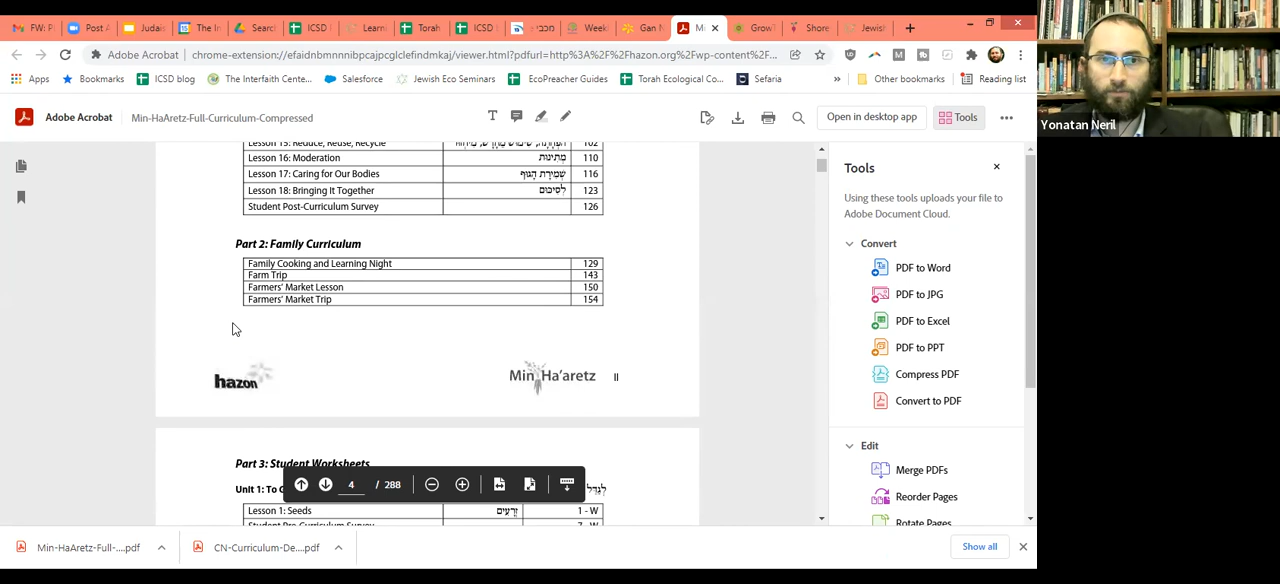 FW: P
Post A
Judais
The In
Search
ICSD
Learn
Torah
ICSD I
מכבי
Week
Gan N
Mi
GrowT
Shore
Jewish
Adobe Acrobat | chrome-extension://efaidnbmnnnibpcajpcglclefindmkaj/viewer.html?pdfurl=http%3A%2F%2Fhazon.org%2Fwp-content%2F...
Apps
Bookmarks
ICSD blog
The Interfaith Cente...
Salesforce
Jewish Eco Seminars
EcoPreacher Guides
Torah Ecological Co...
Sefaria
»
Other bookmarks
Reading list
Adobe Acrobat
Min-HaAretz-Full-Curriculum-Compressed
Open in desktop app
Tools
Lesson 15: Reduce, Reuse, Recycle 102
Lesson 16: Moderation מְתִינוּת 110
Lesson 17: Caring for Our Bodies שְׁמִירַת הַגּוּף 116
Lesson 18: Bringing It Together לְסִיכּוּם 123
Student Post-Curriculum Survey 126
Part 2: Family Curriculum
Family Cooking and Learning Night 129
Farm Trip 143
Farmers' Market Lesson 150
Farmers' Market Trip 154
hazon
Min Ha'aretz II
Part 3: Student Worksheets
Unit 1: To G
Lesson 1: Seeds זְרָעִים 1 - W
4 / 288
Tools
Using these tools uploads your file to
Adobe Document Cloud.
Convert
PDF to Word
PDF to JPG
PDF to Excel
PDF to PPT
Compress PDF
Convert to PDF
Edit
Merge PDFs
Reorder Pages
Rotate Pages
Min-HaAretz-Full-....pdf
CN-Curriculum-De....pdf
Show all
Yonatan Neril